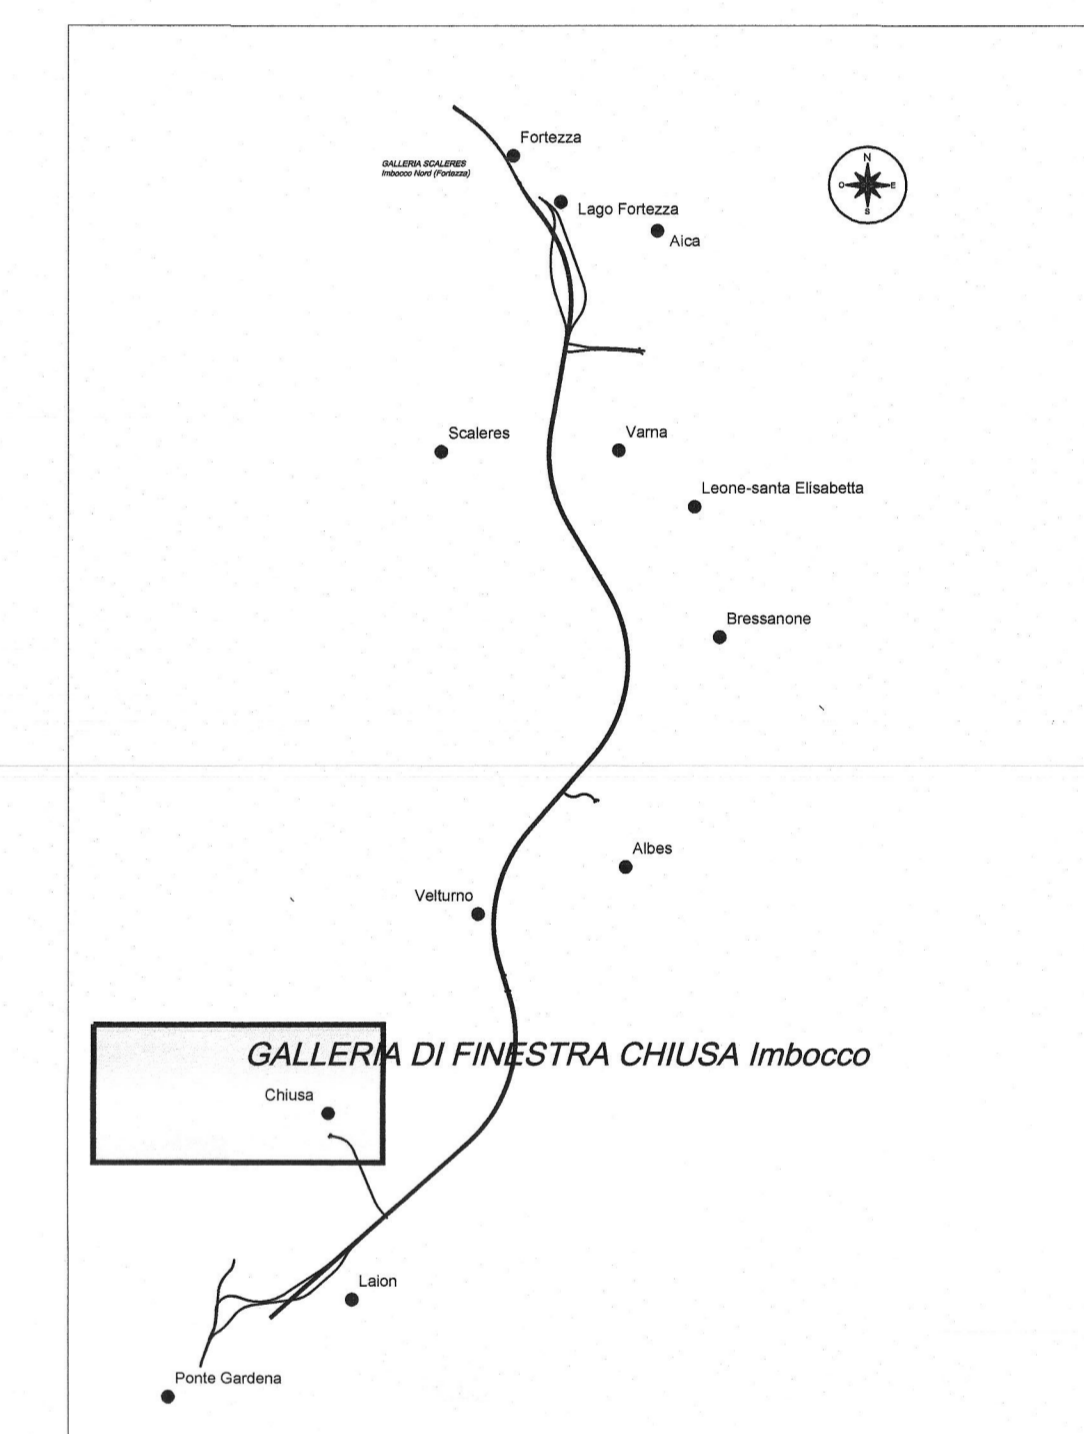 Fortezza
GALLERIA SCALERES
Imbocco Nord (Fortezza)
N
O
E
S
Lago Fortezza
Aica
Scaleres
Varna
Leone-santa Elisabetta
Bressanone
Albes
Velturno
GALLERIA DI FINESTRA CHIUSA Imbocco
Chiusa
Laion
Ponte Gardena